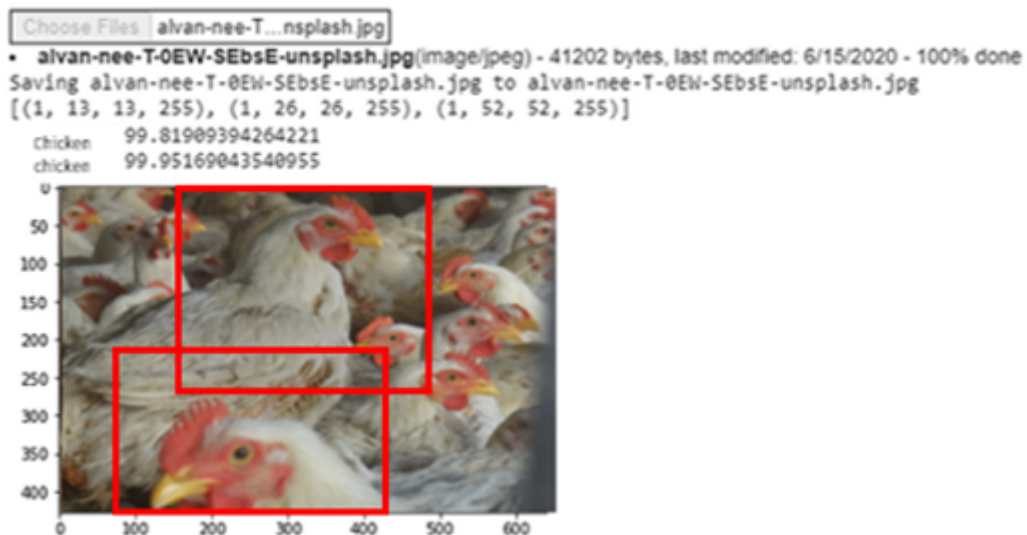 Choose Files alvan-nee-T...nsplash.jpg
• alvan-nee-T-0EW-SEbsE-unsplash.jpg(image/jpeg) - 41202 bytes, last modified: 6/15/2020 - 100% done
Saving alvan-nee-T-0EW-SEbsE-unsplash.jpg to alvan-nee-T-0EW-SEbsE-unsplash.jpg
[(1, 13, 13, 255), (1, 26, 26, 255), (1, 52, 52, 255)]
Chicken 99.81909394264221
chicken 99.95169043540955
0
50
100
150
200
250
300
350
400
0 100 200 300 400 500 600